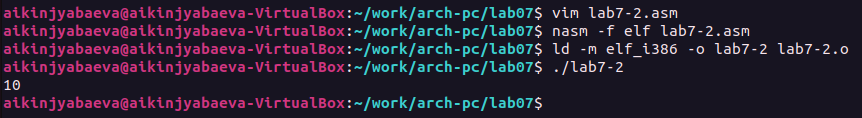 aikinjyabaeva@aikinjyabaeva-VirtualBox:~/work/arch-pc/lab07$ vim lab7-2.asm
aikinjyabaeva@aikinjyabaeva-VirtualBox:~/work/arch-pc/lab07$ nasm -f elf lab7-2.asm
aikinjyabaeva@aikinjyabaeva-VirtualBox:~/work/arch-pc/lab07$ ld -m elf_i386 -o lab7-2 lab7-2.o
aikinjyabaeva@aikinjyabaeva-VirtualBox:~/work/arch-pc/lab07$ ./lab7-2
10
aikinjyabaeva@aikinjyabaeva-VirtualBox:~/work/arch-pc/lab07$